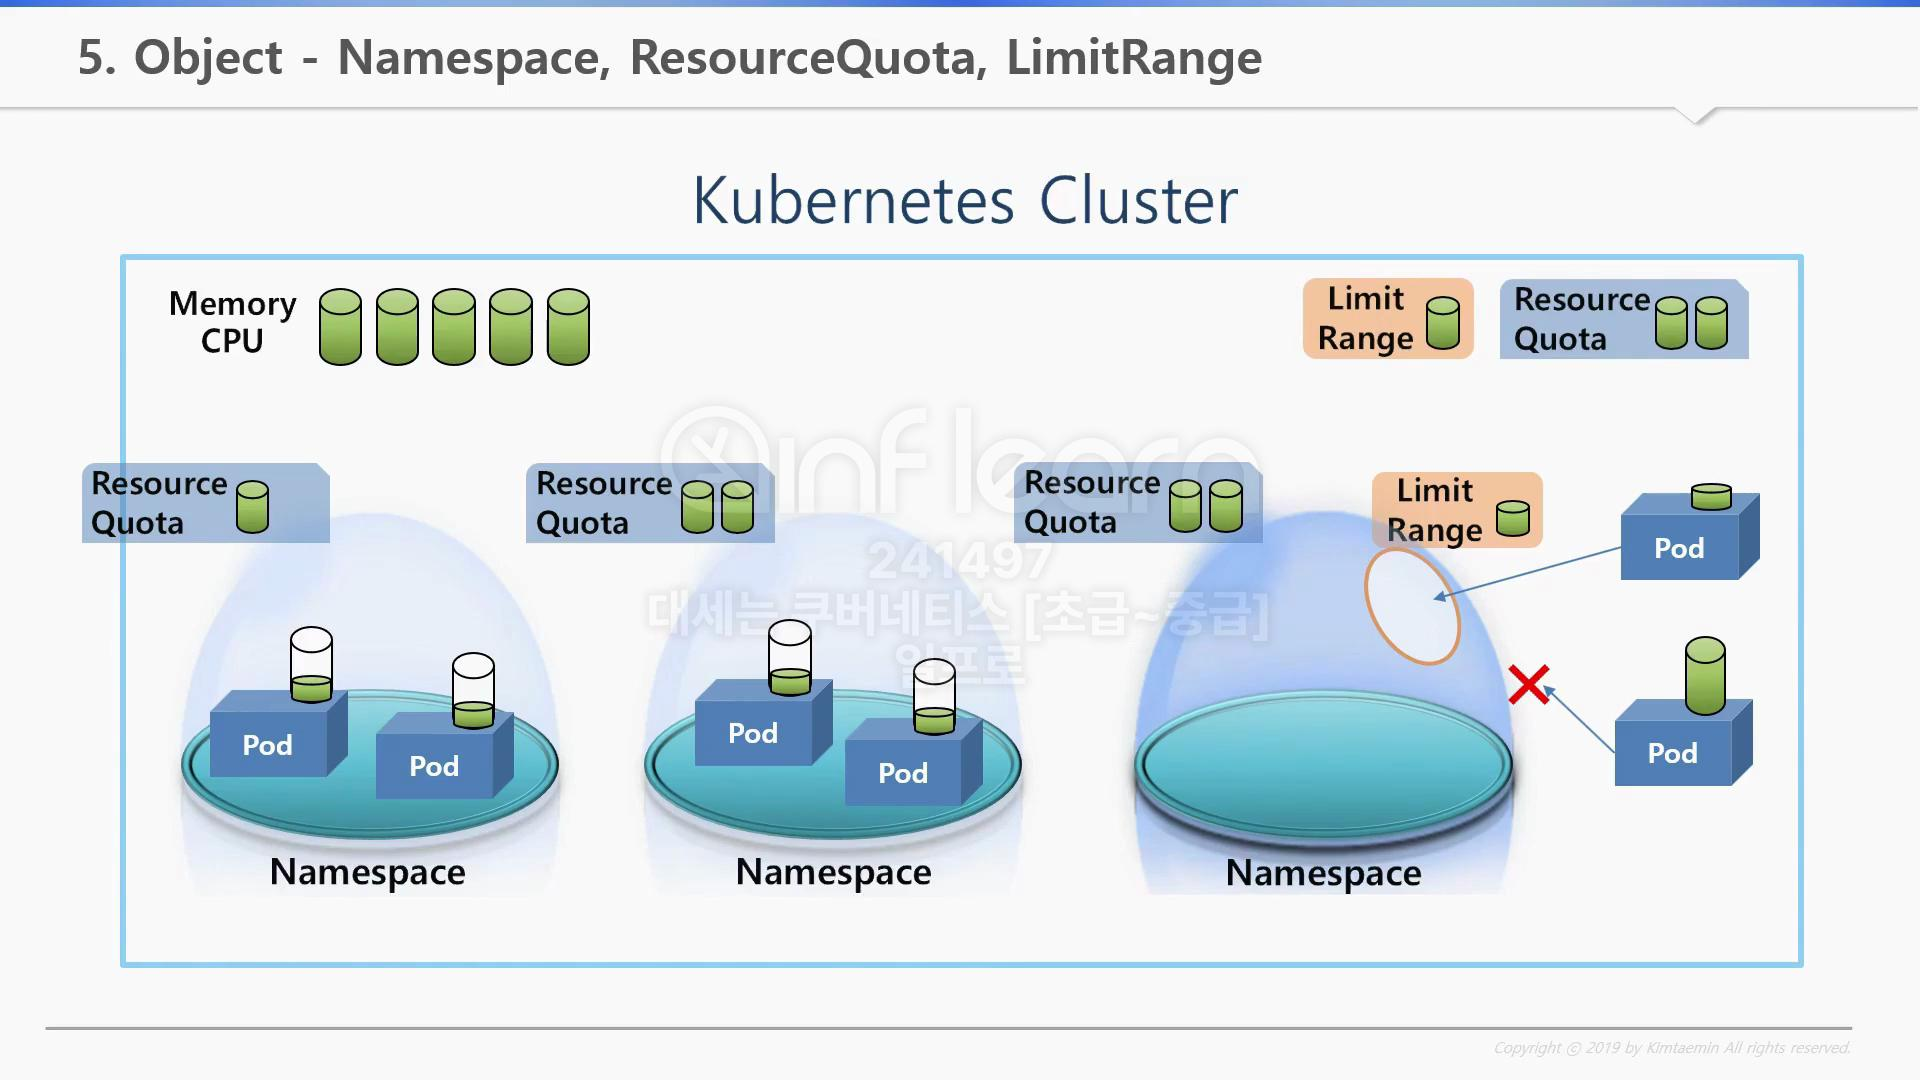 5. Object - Namespace, ResourceQuota, LimitRange
Kubernetes Cluster
Memory
CPU
Limit
Range
Resource
Quota
Resource
Quota
Resource
Quota
Resource
Quota
Limit
Range
Pod
Pod
Pod
Pod
Pod
Pod
Namespace
Namespace
Namespace
inflearn
241497
대세는 쿠버네티스 [초급~중급]
일프로
Copyright ⓒ 2019 by Kimtaemin All rights reserved.